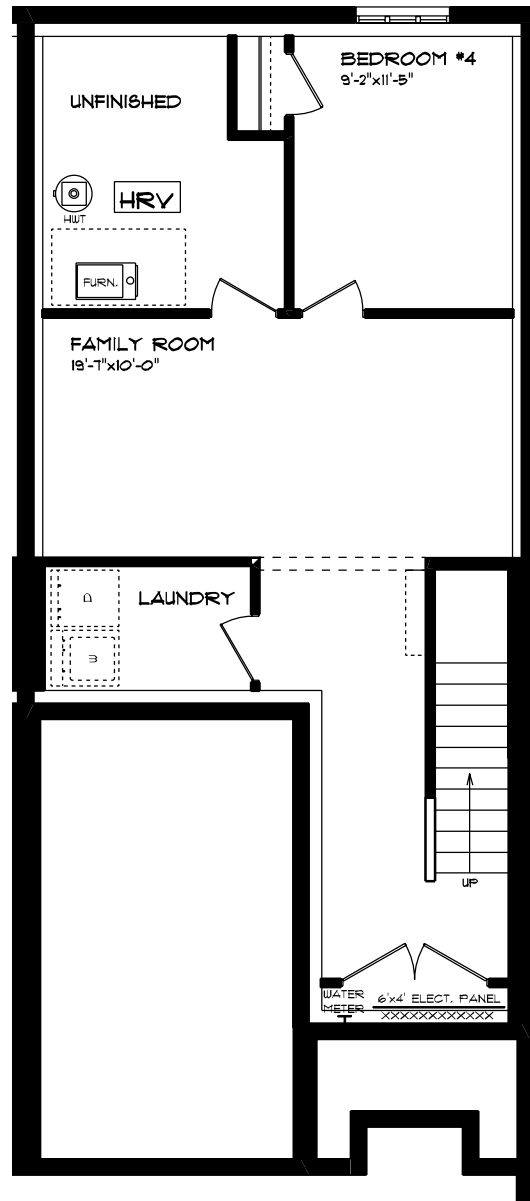 BEDROOM #4
9'-2"x11'-5"
UNFINISHED
HRV
HWT
FURN.
FAMILY ROOM
19'-7"x10'-0"
D
LAUNDRY
W
UP
WATER
METER
6'x4' ELECT. PANEL
XXXXXXXXXXXX